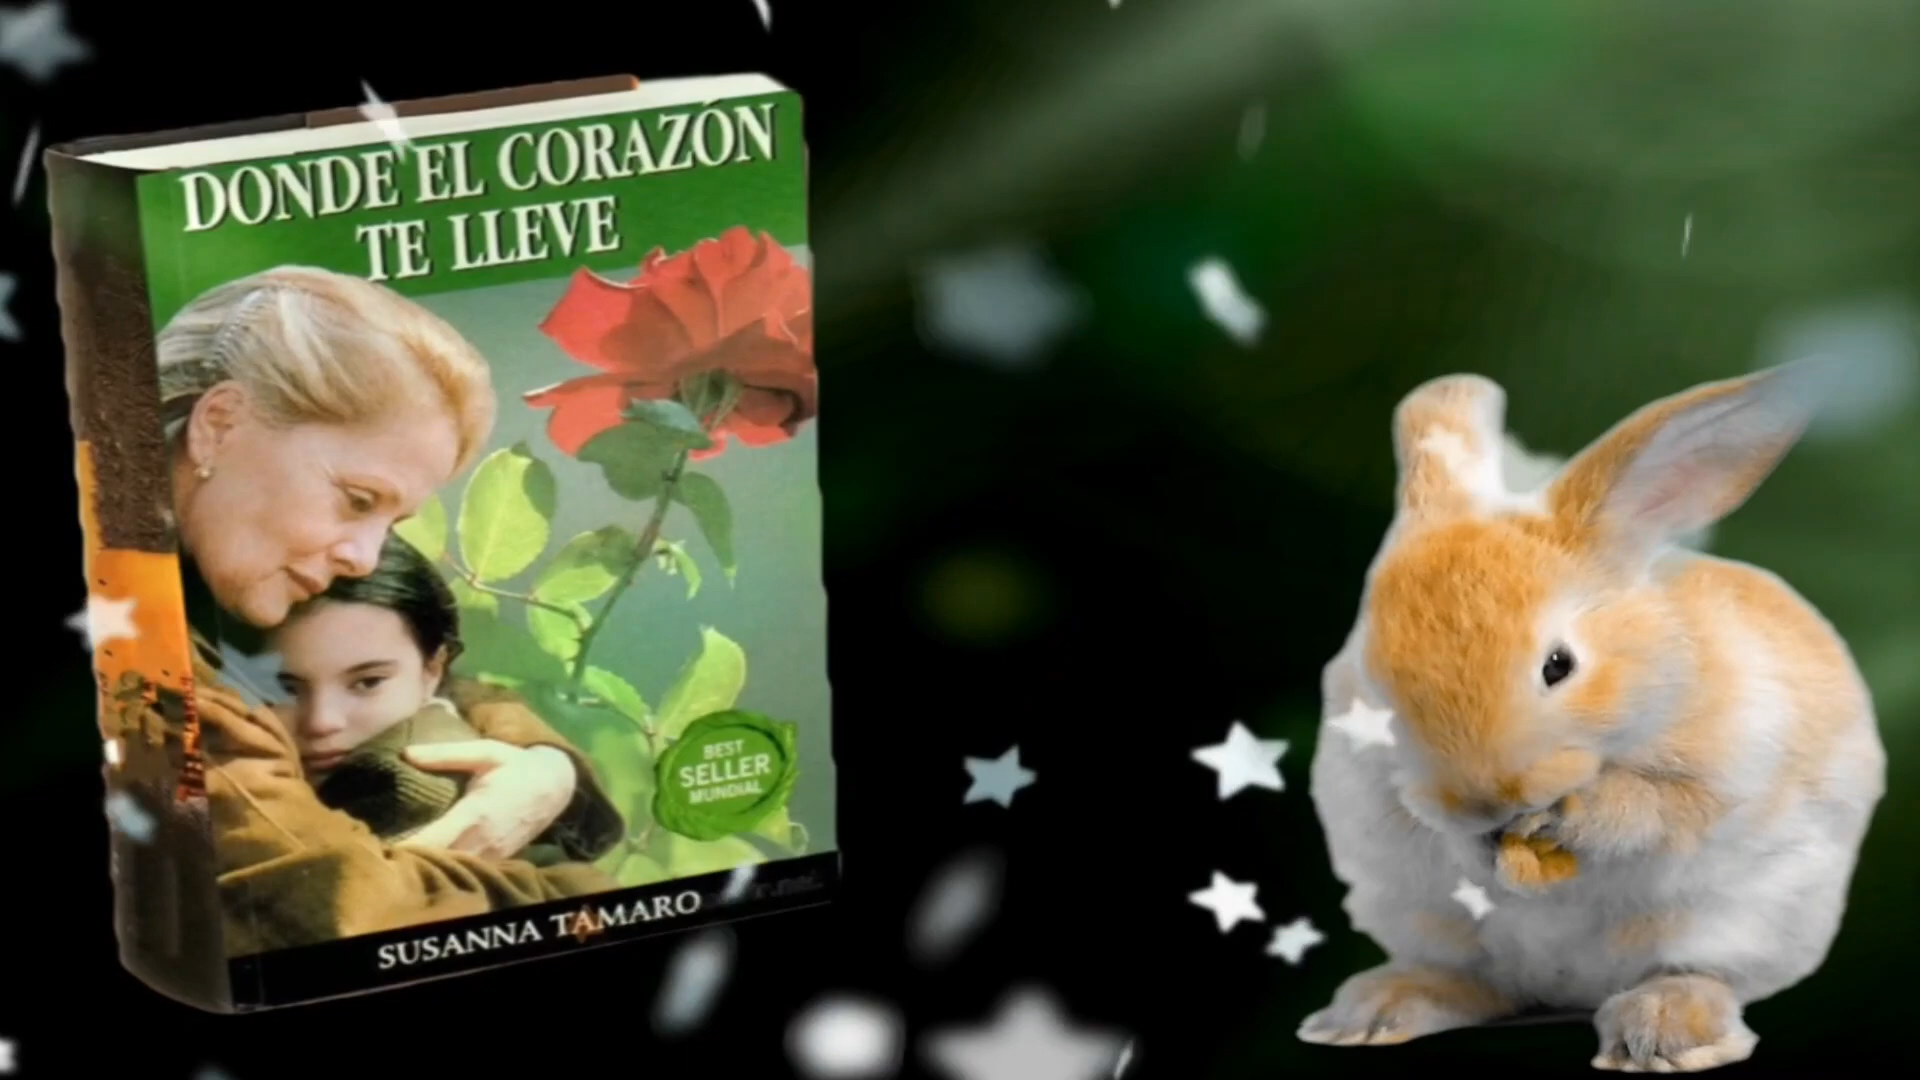 DONDE EL CORAZÓN
TE LLEVE
BEST
SELLER
MUNDIAL
SUSANNA TAMARO